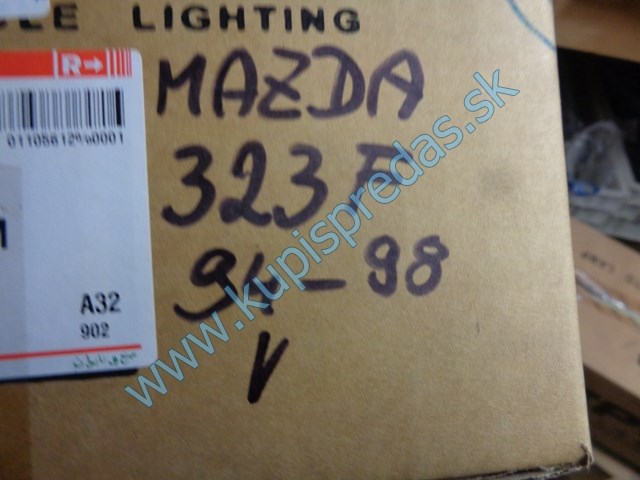 LIGHTING
R→
MAZDA
323 F
94-98
V
A32
902
www.kupispredas.sk